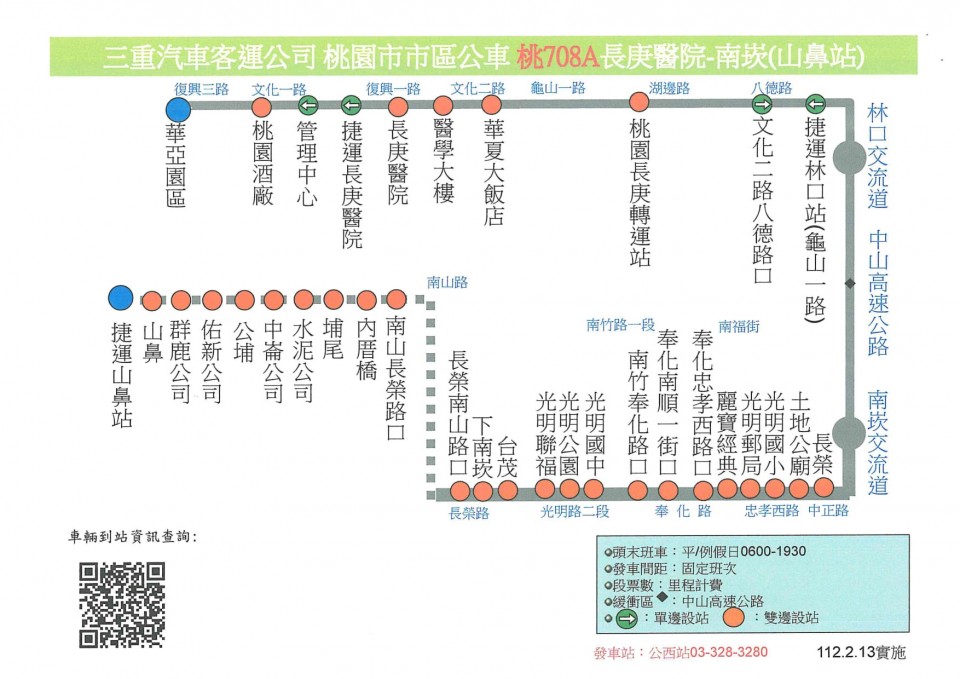 三重汽車客運公司 桃園市市區公車 桃708A長庚醫院-南崁(山鼻站)
復興三路
文化一路
復興一路
文化二路
龜山一路
湖邊路
八德路
華亞園區
桃園酒廠
管理中心
捷運長庚醫院
長庚醫院
醫學大樓
華夏大飯店
桃園長庚轉運站
文化二路八德路口
捷運林口站(龜山一路)
林口交流道
中山高速公路
南崁交流道
南山路
捷運山鼻站
山鼻
群鹿公司
佑新公司
公埔
中崙公司
水泥公司
埔尾
內厝橋
南山長榮路口
南竹路一段
南福街
長榮南山路口
下南崁
台茂
光明聯福
光明公園
光明國中
南竹奉化路口
奉化南順一街口
奉化忠孝西路口
麗寶經典
光明郵局
光明國小
土地公廟
長榮
長榮路
光明路二段
奉 化 路
忠孝西路
中正路
車輛到站資訊查詢:
頭末班車：平/例假日0600-1930
發車間距：固定班次
段票數：里程計費
緩衝區◆：中山高速公路
：單邊設站 ：雙邊設站
發車站：公西站03-328-3280
112.2.13實施